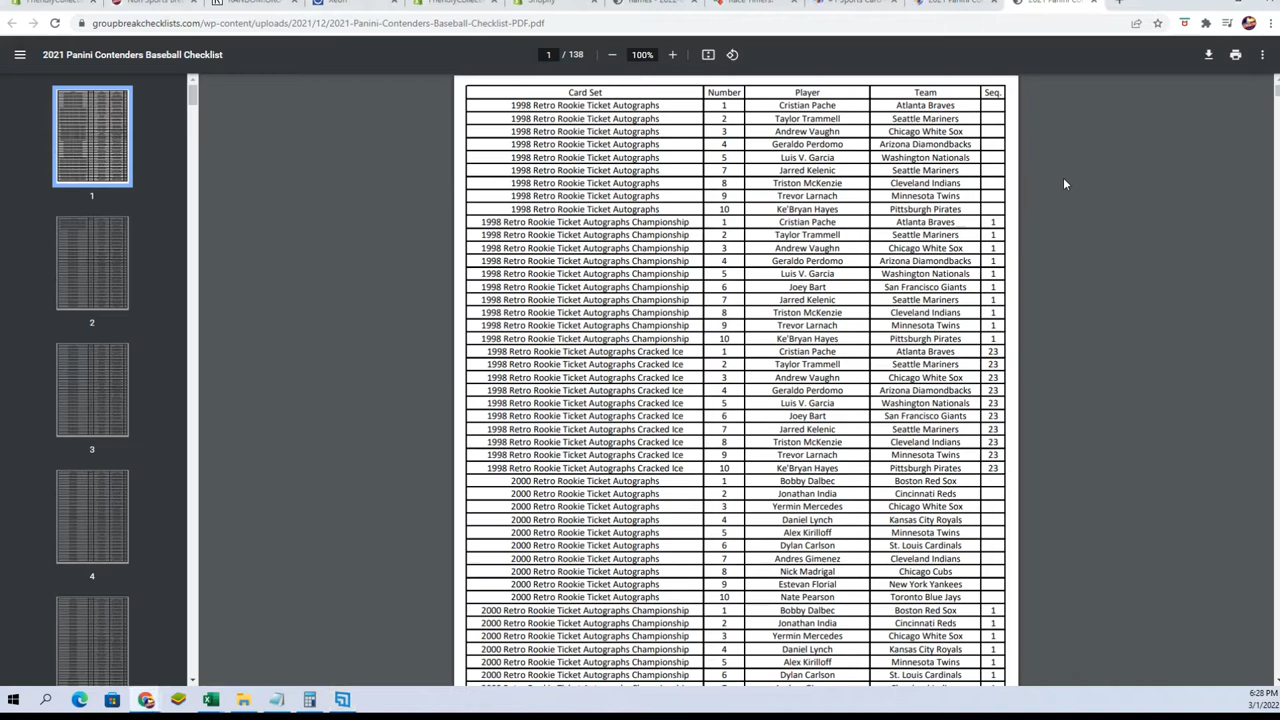 FriendlyCollect
Non Sports Bre
RANDOM.ORG
Xeon
FriendlyCollect
Shopify
Names - 2022-
Race Timers:
#1 Sports Card
2021 Panini Con
2021 Panini Con
groupbreakchecklists.com/wp-content/uploads/2021/12/2021-Panini-Contenders-Baseball-Checklist-PDF.pdf
2021 Panini Contenders Baseball Checklist 1 / 138 100%
Card Set Number Player Team Seq.
1998 Retro Rookie Ticket Autographs 1 Cristian Pache Atlanta Braves
1998 Retro Rookie Ticket Autographs 2 Taylor Trammell Seattle Mariners
1998 Retro Rookie Ticket Autographs 3 Andrew Vaughn Chicago White Sox
1998 Retro Rookie Ticket Autographs 4 Geraldo Perdomo Arizona Diamondbacks
1998 Retro Rookie Ticket Autographs 5 Luis V. Garcia Washington Nationals
1998 Retro Rookie Ticket Autographs 7 Jarred Kelenic Seattle Mariners
1998 Retro Rookie Ticket Autographs 8 Triston McKenzie Cleveland Indians
1998 Retro Rookie Ticket Autographs 9 Trevor Larnach Minnesota Twins
1998 Retro Rookie Ticket Autographs 10 Ke'Bryan Hayes Pittsburgh Pirates
1998 Retro Rookie Ticket Autographs Championship 1 Cristian Pache Atlanta Braves 1
1998 Retro Rookie Ticket Autographs Championship 2 Taylor Trammell Seattle Mariners 1
1998 Retro Rookie Ticket Autographs Championship 3 Andrew Vaughn Chicago White Sox 1
1998 Retro Rookie Ticket Autographs Championship 4 Geraldo Perdomo Arizona Diamondbacks 1
1998 Retro Rookie Ticket Autographs Championship 5 Luis V. Garcia Washington Nationals 1
1998 Retro Rookie Ticket Autographs Championship 6 Joey Bart San Francisco Giants 1
1998 Retro Rookie Ticket Autographs Championship 7 Jarred Kelenic Seattle Mariners 1
1998 Retro Rookie Ticket Autographs Championship 8 Triston McKenzie Cleveland Indians 1
1998 Retro Rookie Ticket Autographs Championship 9 Trevor Larnach Minnesota Twins 1
1998 Retro Rookie Ticket Autographs Championship 10 Ke'Bryan Hayes Pittsburgh Pirates 1
1998 Retro Rookie Ticket Autographs Cracked Ice 1 Cristian Pache Atlanta Braves 23
1998 Retro Rookie Ticket Autographs Cracked Ice 2 Taylor Trammell Seattle Mariners 23
1998 Retro Rookie Ticket Autographs Cracked Ice 3 Andrew Vaughn Chicago White Sox 23
1998 Retro Rookie Ticket Autographs Cracked Ice 4 Geraldo Perdomo Arizona Diamondbacks 23
1998 Retro Rookie Ticket Autographs Cracked Ice 5 Luis V. Garcia Washington Nationals 23
1998 Retro Rookie Ticket Autographs Cracked Ice 6 Joey Bart San Francisco Giants 23
1998 Retro Rookie Ticket Autographs Cracked Ice 7 Jarred Kelenic Seattle Mariners 23
1998 Retro Rookie Ticket Autographs Cracked Ice 8 Triston McKenzie Cleveland Indians 23
1998 Retro Rookie Ticket Autographs Cracked Ice 9 Trevor Larnach Minnesota Twins 23
1998 Retro Rookie Ticket Autographs Cracked Ice 10 Ke'Bryan Hayes Pittsburgh Pirates 23
2000 Retro Rookie Ticket Autographs 1 Bobby Dalbec Boston Red Sox
2000 Retro Rookie Ticket Autographs 2 Jonathan India Cincinnati Reds
2000 Retro Rookie Ticket Autographs 3 Yermin Mercedes Chicago White Sox
2000 Retro Rookie Ticket Autographs 4 Daniel Lynch Kansas City Royals
2000 Retro Rookie Ticket Autographs 5 Alex Kirilloff Minnesota Twins
2000 Retro Rookie Ticket Autographs 6 Dylan Carlson St. Louis Cardinals
2000 Retro Rookie Ticket Autographs 7 Andres Gimenez Cleveland Indians
2000 Retro Rookie Ticket Autographs 8 Nick Madrigal Chicago Cubs
2000 Retro Rookie Ticket Autographs 9 Estevan Florial New York Yankees
2000 Retro Rookie Ticket Autographs 10 Nate Pearson Toronto Blue Jays
2000 Retro Rookie Ticket Autographs Championship 1 Bobby Dalbec Boston Red Sox 1
2000 Retro Rookie Ticket Autographs Championship 2 Jonathan India Cincinnati Reds 1
2000 Retro Rookie Ticket Autographs Championship 3 Yermin Mercedes Chicago White Sox 1
2000 Retro Rookie Ticket Autographs Championship 4 Daniel Lynch Kansas City Royals 1
2000 Retro Rookie Ticket Autographs Championship 5 Alex Kirilloff Minnesota Twins 1
2000 Retro Rookie Ticket Autographs Championship 6 Dylan Carlson St. Louis Cardinals 1
1
2
3
4
6:28 PM
3/1/2022